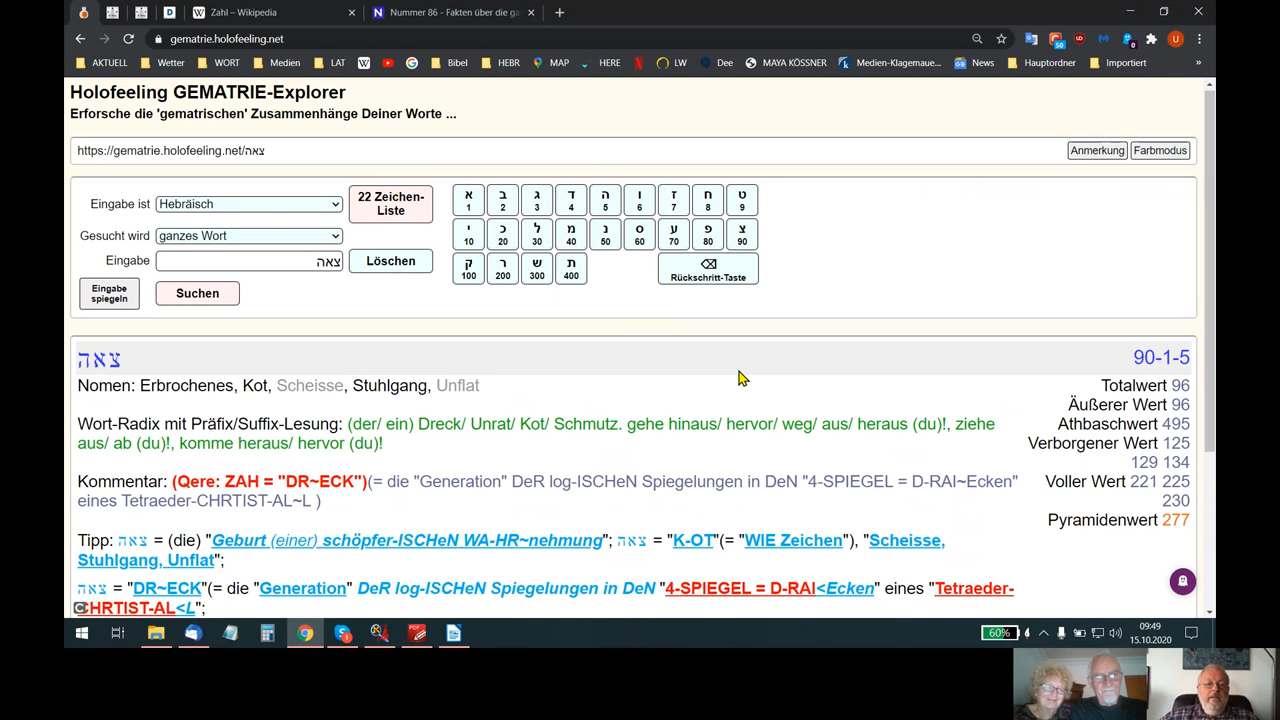 Zahl – Wikipedia
Nummer 86 - Fakten über die ga
gematrie.holofeeling.net
AKTUELL Wetter WORT Medien LAT Bibel HEBR MAP HERE LW Dee MAYA KÖSSNER Medien-Klagemaue... News Hauptordner Importiert »
Holofeeling GEMATRIE-Explorer
Erforsche die 'gematrischen' Zusammenhänge Deiner Worte ...
https://gematrie.holofeeling.net/צאה
Anmerkung Farbmodus
Eingabe ist Hebräisch
22 Zeichen-
Liste
Gesucht wird ganzes Wort
Eingabe צאה
Löschen
Eingabe
spiegeln
Suchen
א ב ג ד ה ו ז ח ט
1 2 3 4 5 6 7 8 9
י כ ל מ נ ס ע פ צ
10 20 30 40 50 60 70 80 90
ק ר ש ת
100 200 300 400
Rückschritt-Taste
צאה 90-1-5
Nomen: Erbrochenes, Kot, Scheisse, Stuhlgang, Unflat
Totalwert 96
Äußerer Wert 96
Athbaschwert 495
Verborgener Wert 125
129 134
Voller Wert 221 225
230
Pyramidenwert 277
Wort-Radix mit Präfix/Suffix-Lesung: (der/ ein) Dreck/ Unrat/ Kot/ Schmutz. gehe hinaus/ hervor/ weg/ aus/ heraus (du)!, ziehe
aus/ ab (du)!, komme heraus/ hervor (du)!
Kommentar: (Qere: ZAH = "DR~ECK")(= die "Generation" DeR log-ISCHeN Spiegelungen in DeN "4-SPIEGEL = D-RAI~Ecken"
eines Tetraeder-CHRTIST-AL~L )
Tipp: צאה = (die) "Geburt (einer) schöpfer-ISCHeN WA-HR~nehmung"; צאה = "K-OT"(= "WIE Zeichen"), "Scheisse,
Stuhlgang, Unflat";
צאה = "DR~ECK"(= die "Generation" DeR log-ISCHeN Spiegelungen in DeN "4-SPIEGEL = D-RAI<Ecken" eines "Tetraeder-
CHRTIST-AL<L";
60%
09:49
15.10.2020